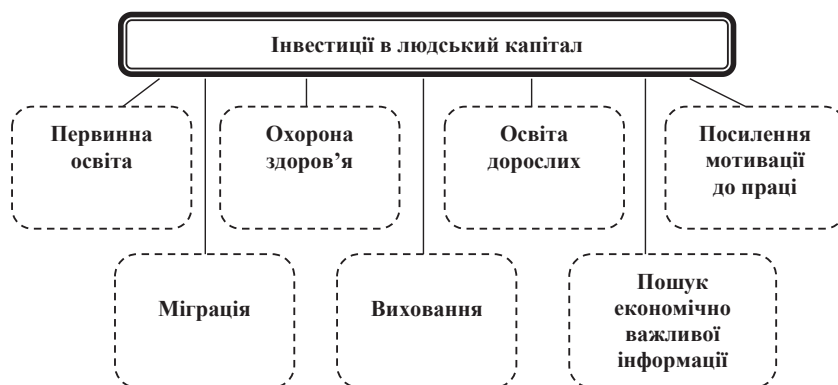 Інвестиції в людський капітал
Первинна
освіта
Охорона
здоров’я
Освіта
дорослих
Посилення
мотивації
до праці
Міграція
Виховання
Пошук
економічно
важливої
інформації